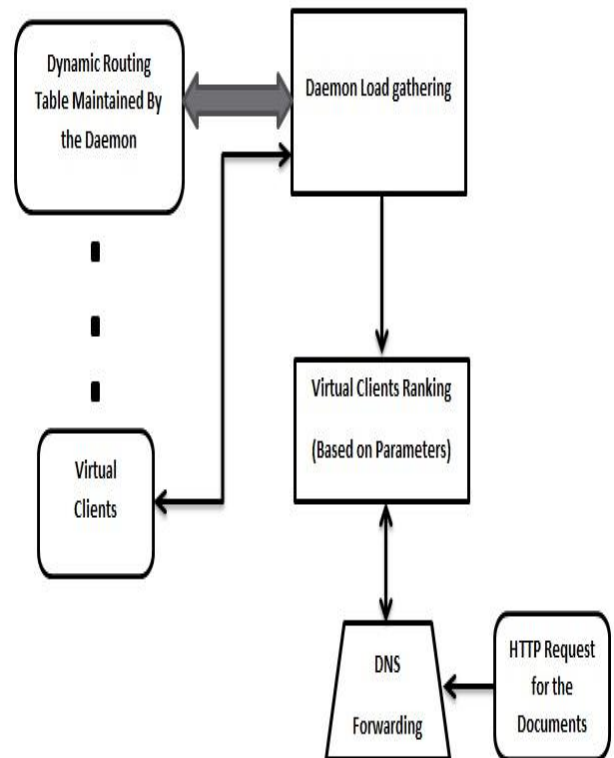 Dynamic Routing
Table Maintained By
the Daemon
Daemon Load gathering
Virtual Clients Ranking
(Based on Parameters)
Virtual
Clients
DNS
Forwarding
HTTP Request
for the
Documents